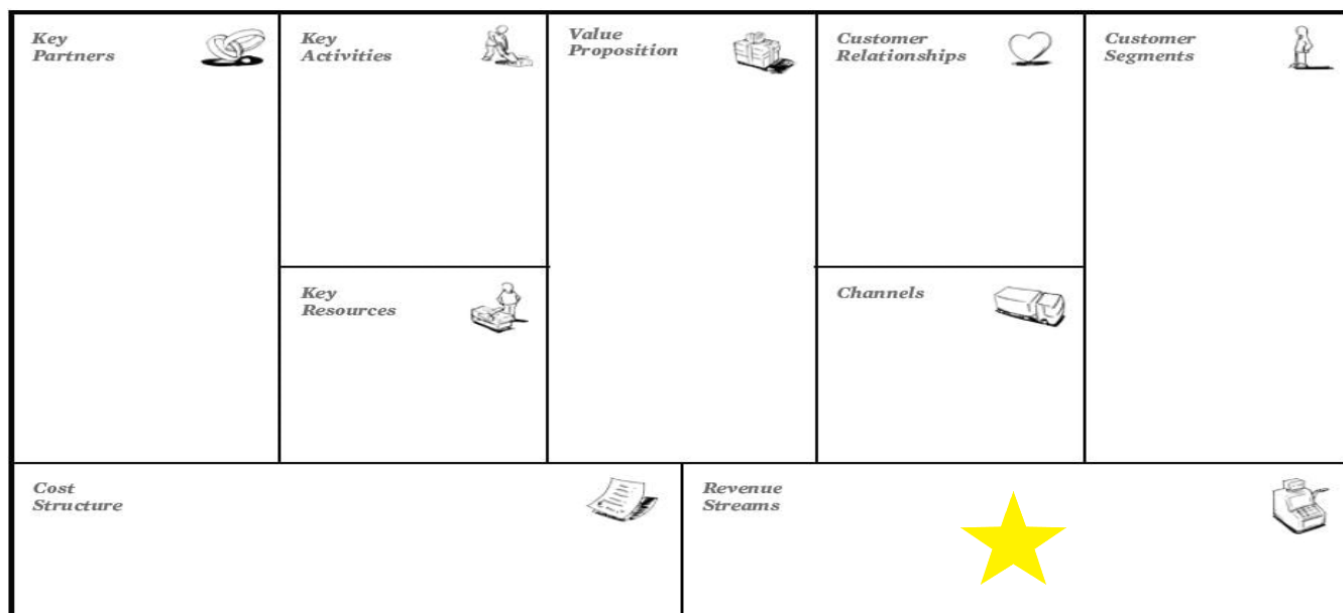 Key
Partners
Key
Activities
Value
Proposition
Customer
Relationships
Customer
Segments
Key
Resources
Channels
Cost
Structure
Revenue
Streams